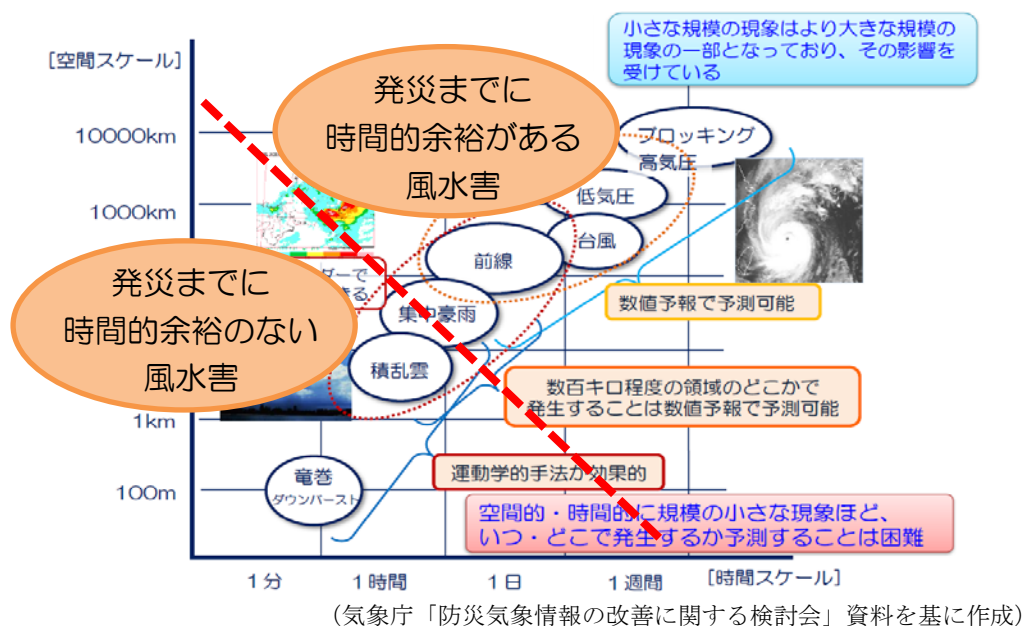 小さな規模の現象はより大きな規模の
現象の一部となっており、その影響を
受けている
[空間スケール]
発災までに
時間的余裕がある
風水害
10000km
ブロッキング
高気圧
低気圧
1000km
台風
前線
ダーで
きる
発災までに
時間的余裕のない
風水害
数値予報で予測可能
集中豪雨
積乱雲
数百キロ程度の領域のどこかで
発生することは数値予報で予測可能
1km
運動学的手法が効果的
竜巻
ダウンバースト
100m
空間的・時間的に規模の小さな現象ほど、
いつ・どこで発生するか予測することは困難
1分
1時間
1日
1週間
[時間スケール]
(気象庁「防災気象情報の改善に関する検討会」資料を基に作成)